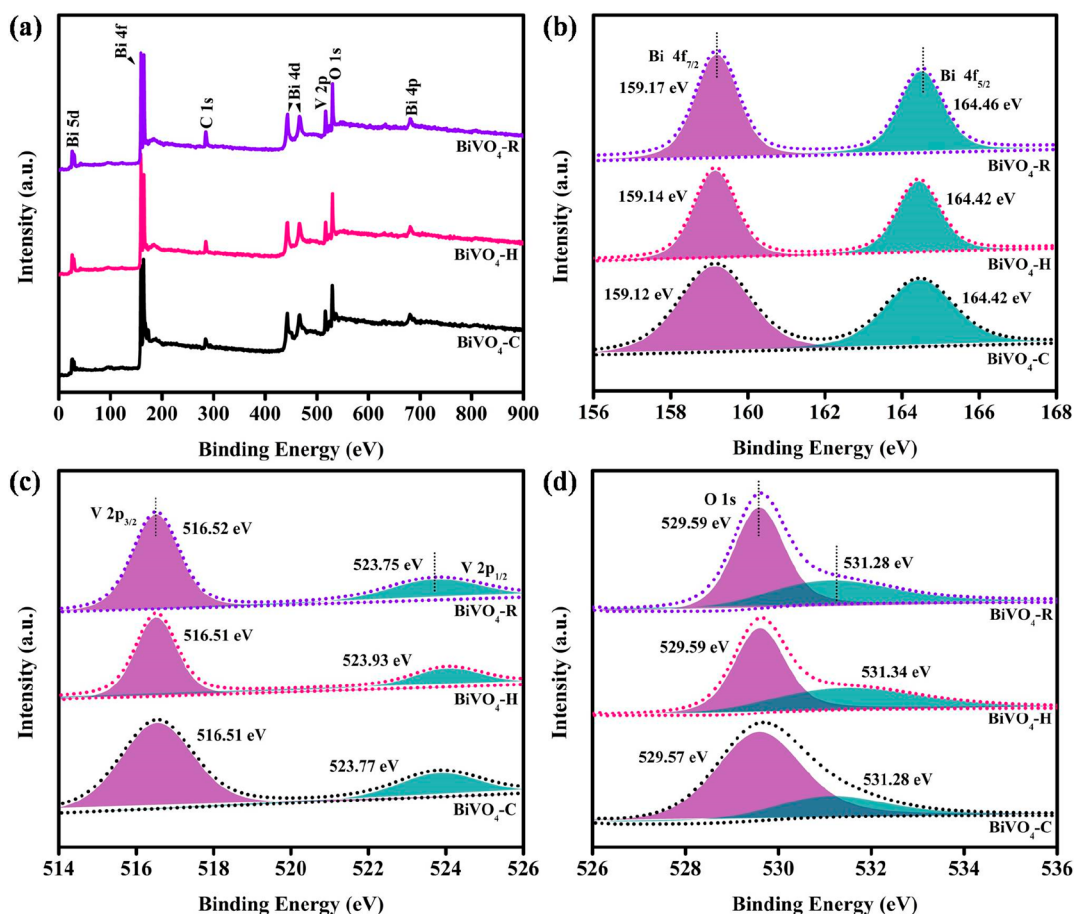 (a)
Bi 5d
Bi 4f
C 1s
Bi 4d
V 2p
O 1s
Bi 4p
BiVO4-R
BiVO4-H
BiVO4-C
Intensity (a.u.)
0 100 200 300 400 500 600 700 800 900
Binding Energy (eV)
(b)
Bi 4f7/2
159.17 eV
Bi 4f5/2
164.46 eV
BiVO4-R
159.14 eV
164.42 eV
BiVO4-H
159.12 eV
164.42 eV
BiVO4-C
Intensity (a.u.)
156 158 160 162 164 166 168
Binding Energy (eV)
(c)
V 2p3/2
516.52 eV
523.75 eV
V 2p1/2
BiVO4-R
516.51 eV
523.93 eV
BiVO4-H
516.51 eV
523.77 eV
BiVO4-C
Intensity (a.u.)
514 516 518 520 522 524 526
Binding Energy (eV)
(d)
O 1s
529.59 eV
531.28 eV
BiVO4-R
529.59 eV
531.34 eV
BiVO4-H
529.57 eV
531.28 eV
BiVO4-C
Intensity (a.u.)
526 528 530 532 534 536
Binding Energy (eV)